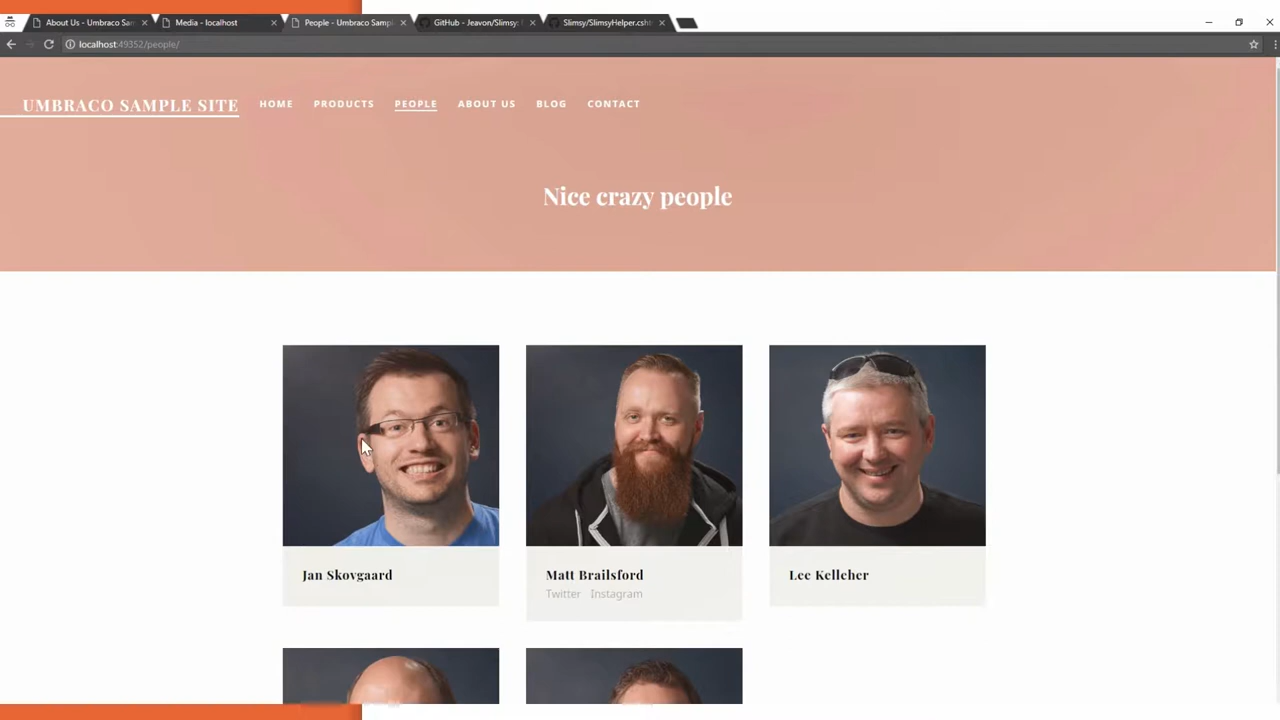 About Us - Umbraco Sam
Media - localhost
People - Umbraco Sampl
GitHub - Jeavon/Slimsy:
Slimsy/SlimsyHelper.csht
localhost:49352/people/
UMBRACO SAMPLE SITE
HOME
PRODUCTS
PEOPLE
ABOUT US
BLOG
CONTACT
Nice crazy people
Jan Skovgaard
Matt Brailsford
Lee Kelleher
Twitter Instagram